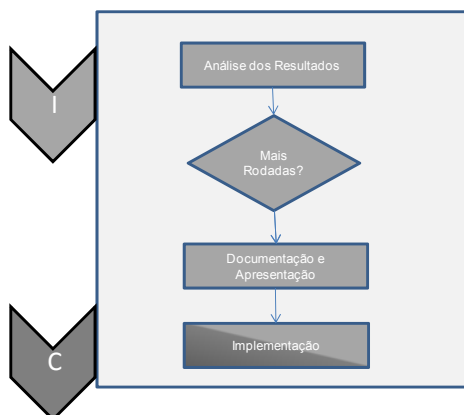 Análise dos Resultados
I
Mais
Rodadas?
Documentação e
Apresentação
Implementação
C